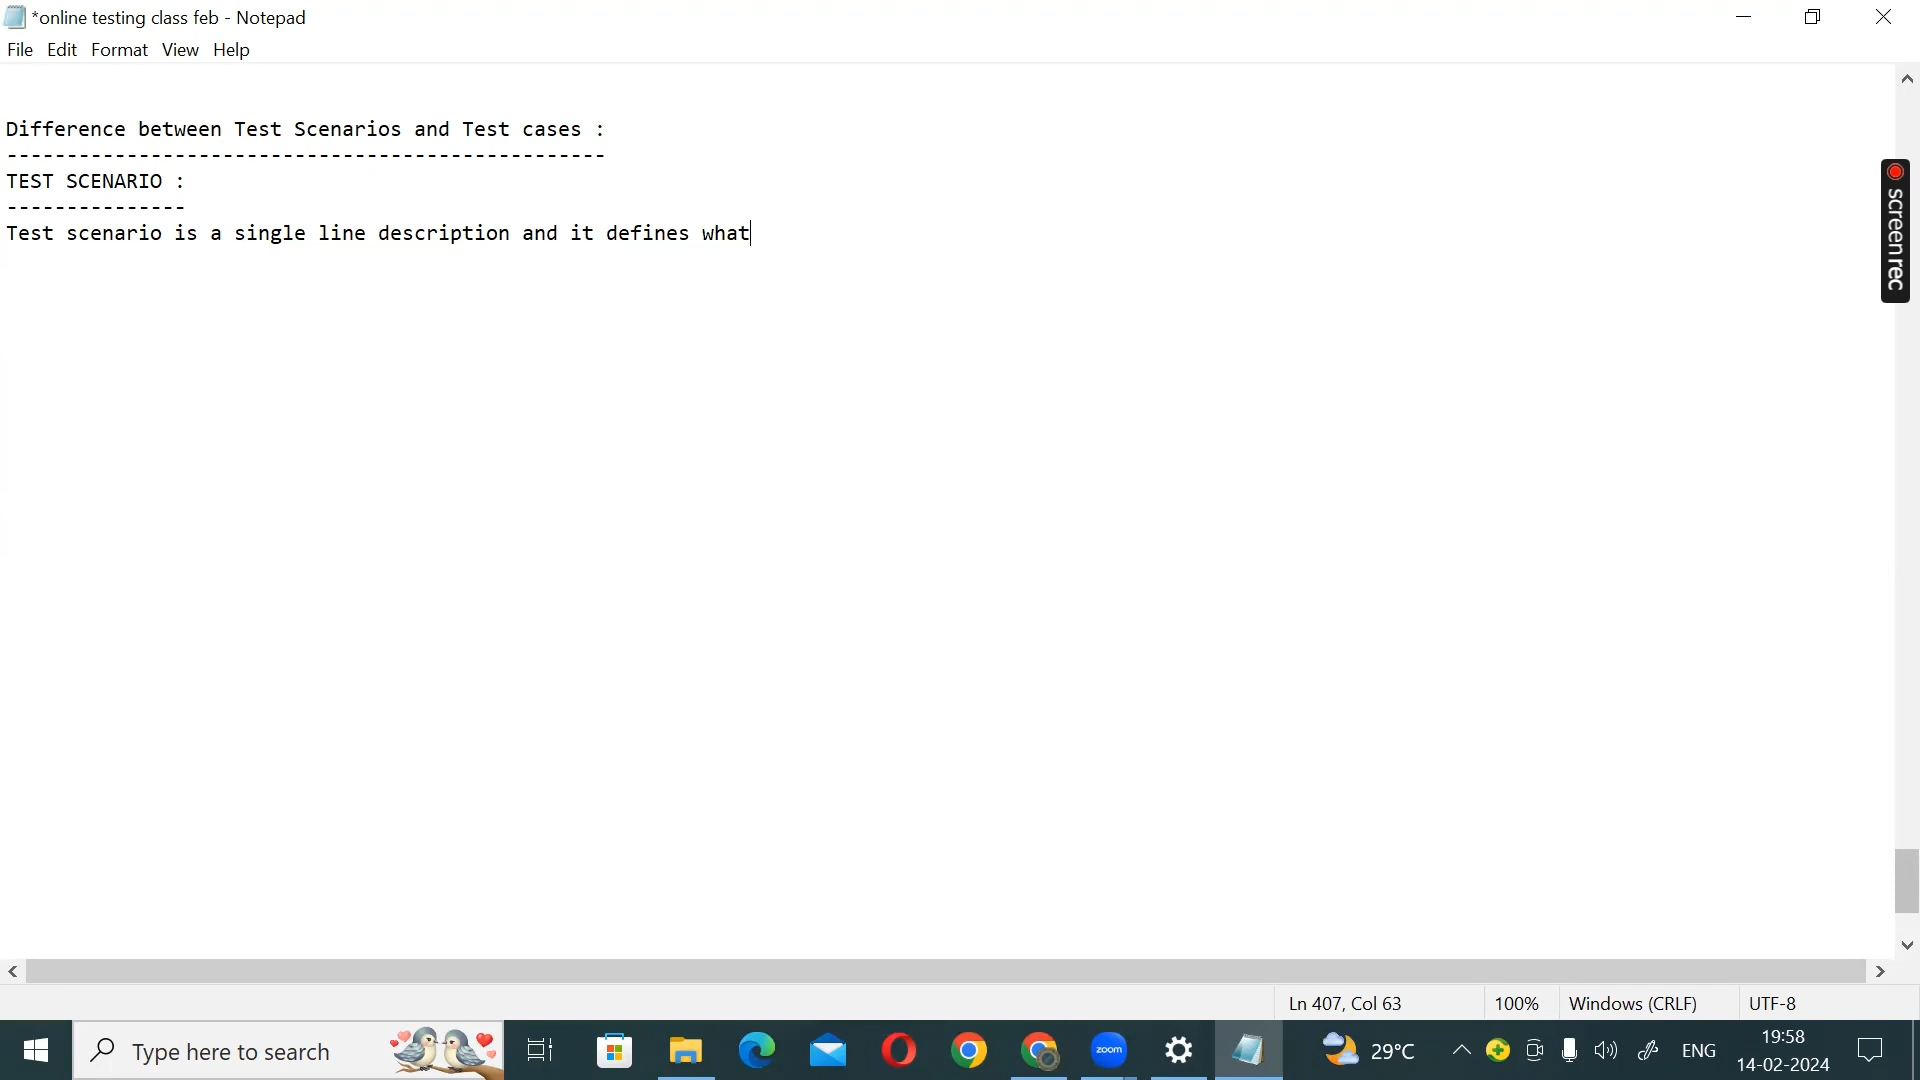 *online testing class feb - Notepad
File Edit Format View Help
Difference between Test Scenarios and Test cases :
--------------------------------------------------
TEST SCENARIO :
---------------
Test scenario is a single line description and it defines what
screenrec
Ln 407, Col 63 100% Windows (CRLF) UTF-8
Type here to search
zoom
29°C
ENG
19:58
14-02-2024